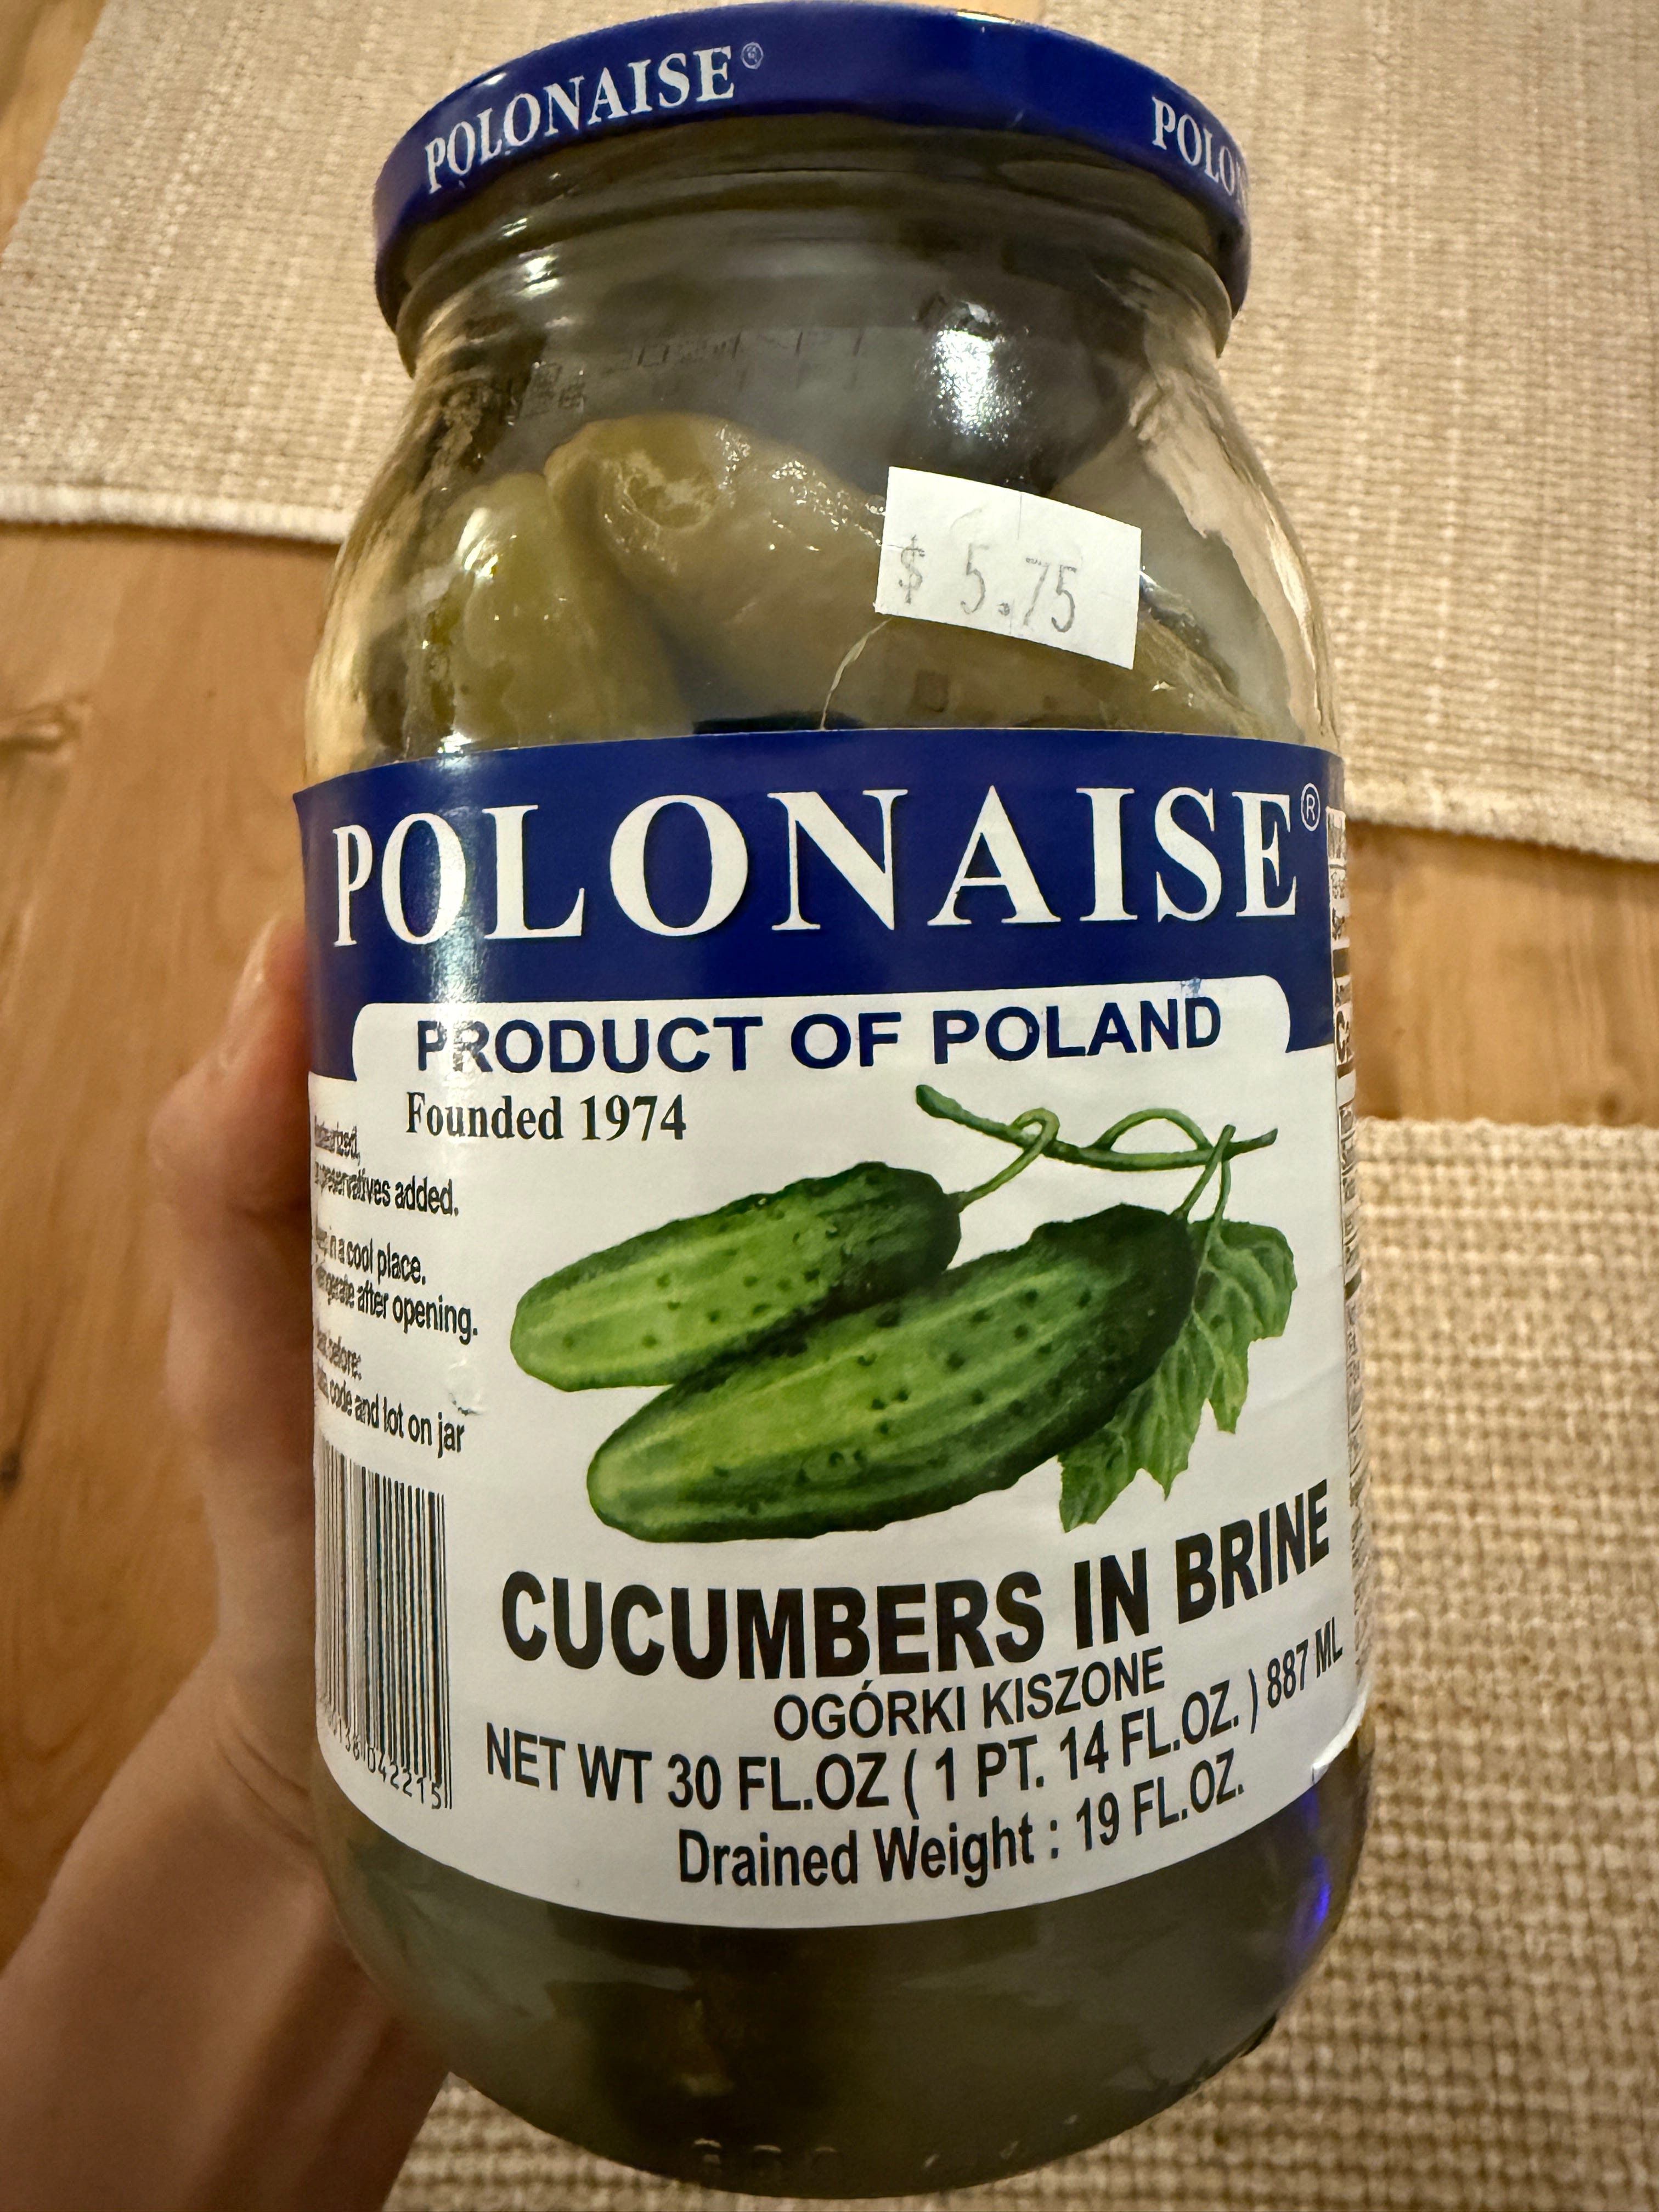 POLONAISE®
POLO
$ 5.75
POLONAISE®
PRODUCT OF POLAND
Founded 1974
preservatives added.
in a cool place.
after opening.
before:
code and lot on jar
042215
CUCUMBERS IN BRINE
OGÓRKI KISZONE
NET WT 30 FL.OZ ( 1 PT. 14 FL.OZ. ) 887 ML
Drained Weight : 19 FL.OZ.